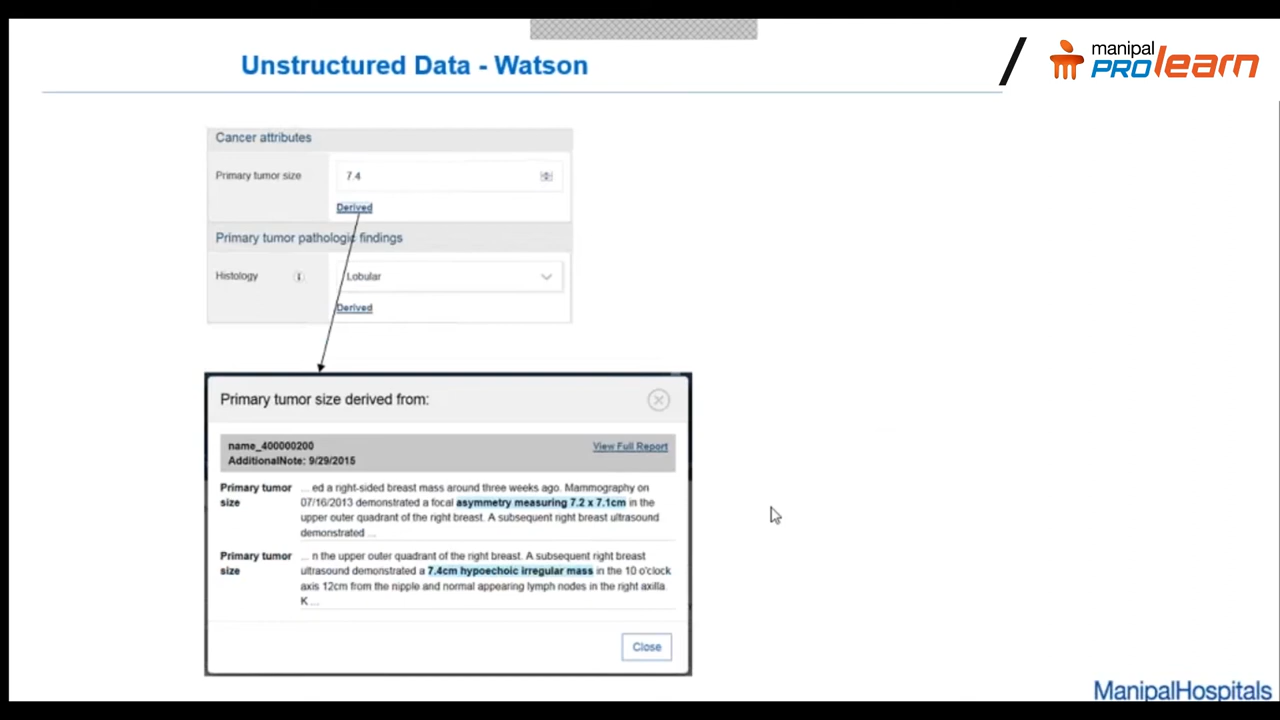 Unstructured Data - Watson
manipal
PROlearn
Cancer attributes
Primary tumor size
7.4
Derived
Primary tumor pathologic findings
Histology
i
Lobular
Derived
Primary tumor size derived from:
name_400000200
View Full Report
AdditionalNote: 9/29/2015
Primary tumor size
... ed a right-sided breast mass around three weeks ago. Mammography on
07/16/2013 demonstrated a focal asymmetry measuring 7.2 x 7.1cm in the
upper outer quadrant of the right breast. A subsequent right breast ultrasound
demonstrated ...
Primary tumor size
... n the upper outer quadrant of the right breast. A subsequent right breast
ultrasound demonstrated a 7.4cm hypoechoic irregular mass in the 10 o'clock
axis 12cm from the nipple and normal appearing lymph nodes in the right axilla.
K ...
Close
ManipalHospitals